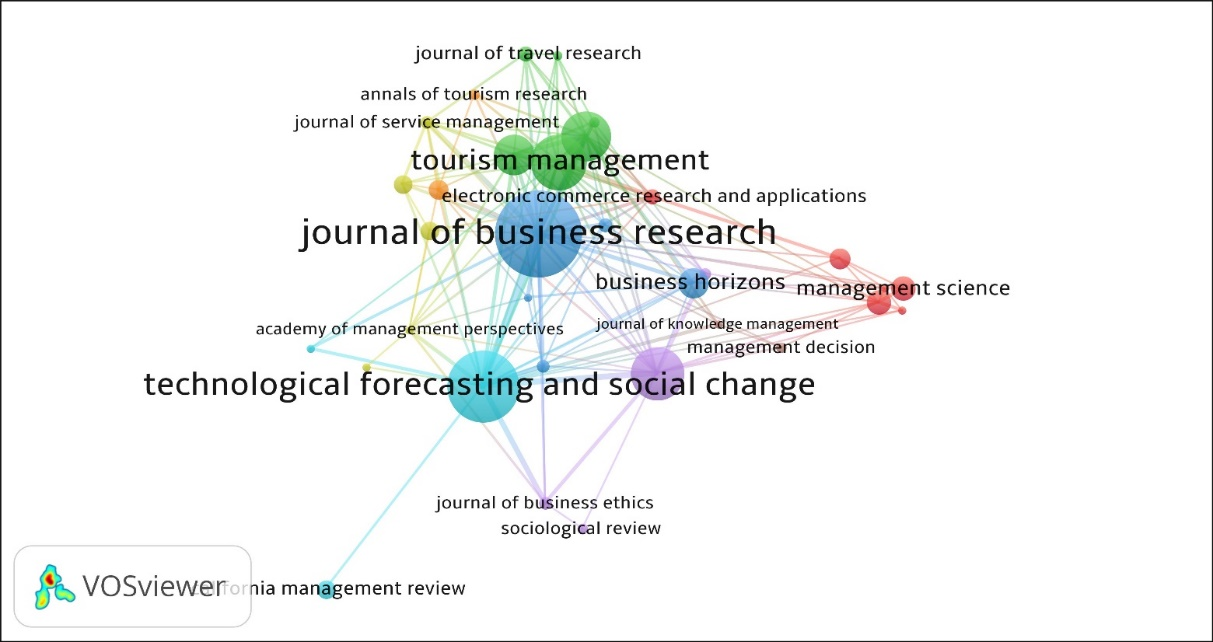 journal of travel research
annals of tourism research
journal of service management
tourism management
electronic commerce research and applications
journal of business research
business horizons
management science
journal of knowledge management
academy of management perspectives
management decision
technological forecasting and social change
journal of business ethics
sociological review
VOSviewer
california management review